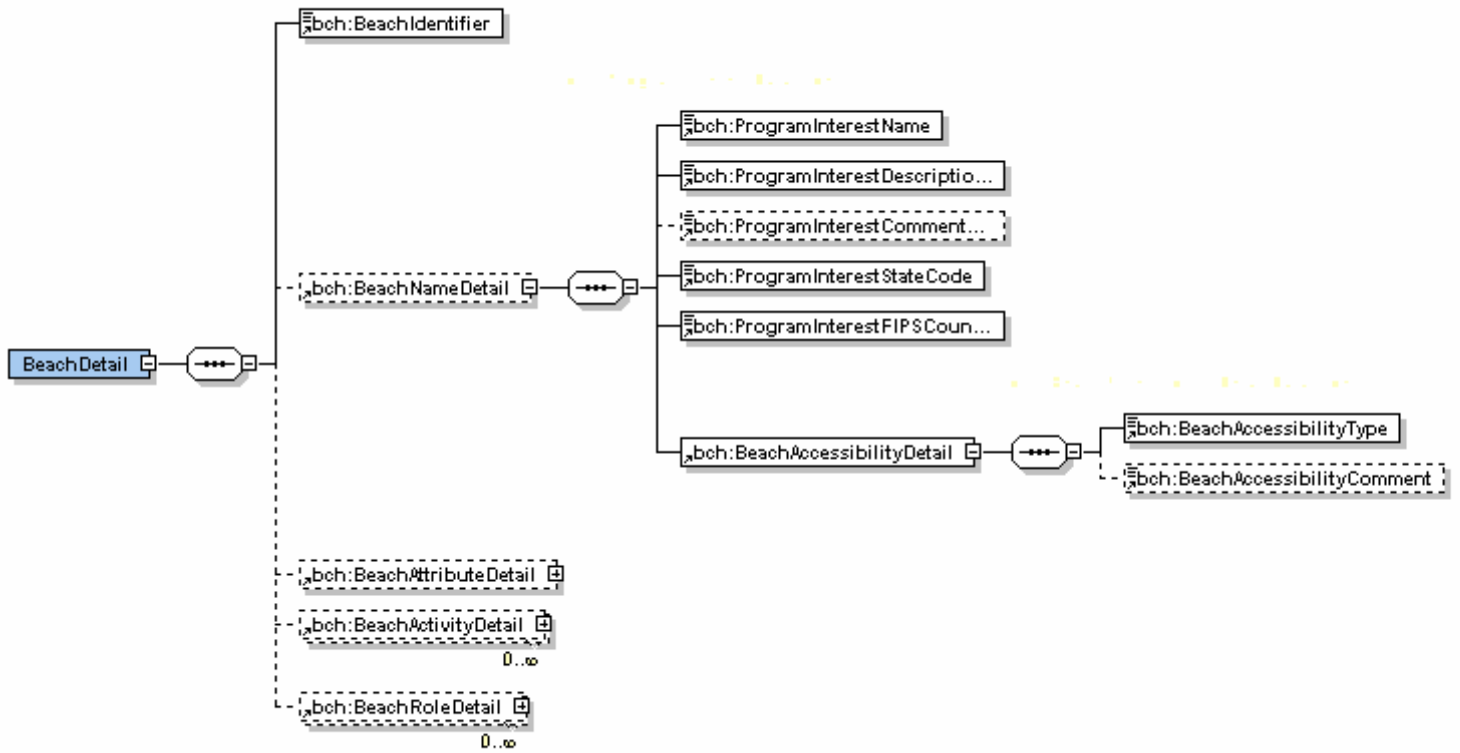 bch:BeachIdentifier
bch:ProgramInterestName
bch:ProgramInterestDescriptio...
bch:ProgramInterestComment...
bch:BeachNameDetail
bch:ProgramInterestStateCode
bch:ProgramInterestFIPSCoun...
BeachDetail
bch:BeachAccessibilityDetail
bch:BeachAccessibilityType
bch:BeachAccessibilityComment
bch:BeachAttributeDetail
bch:BeachActivityDetail
0..∞
bch:BeachRoleDetail
0..∞